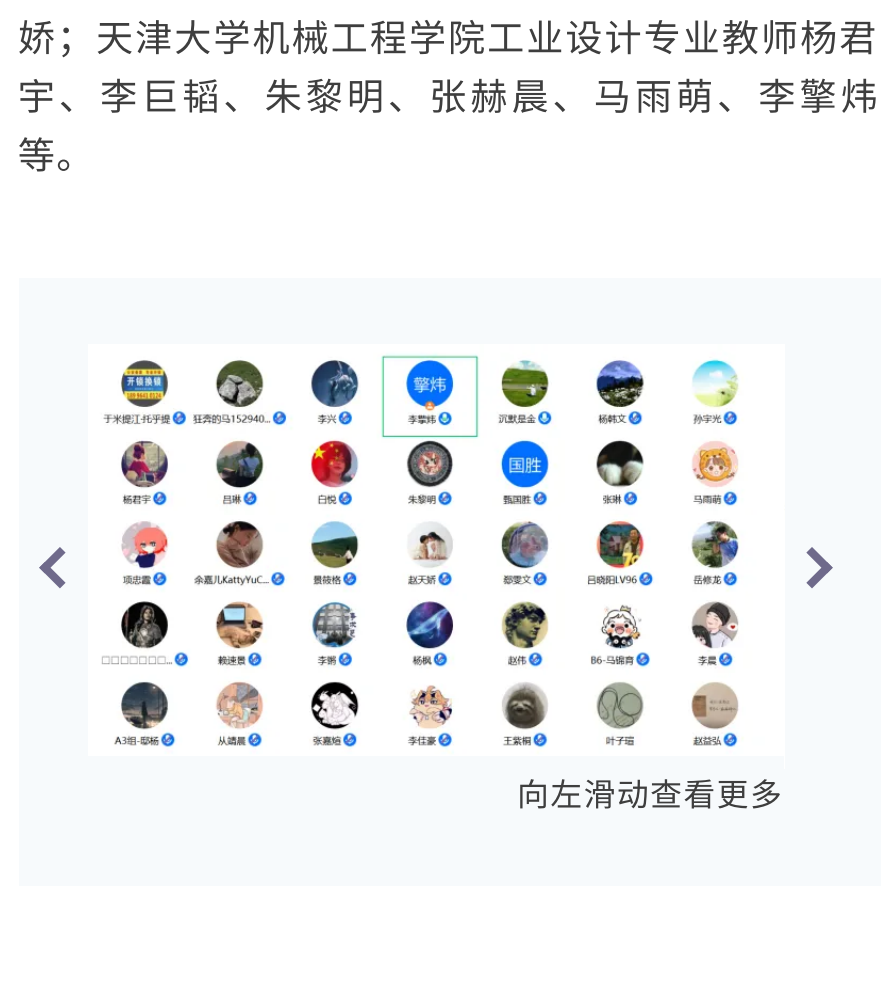 娇；天津大学机械工程学院工业设计专业教师杨君
宇、李巨韬、朱黎明、张赫晨、马雨萌、李擎炜
等。
开锁换锁
擎炜
于米提江·托乎提 狂奔的马152940... 李兴 李擎炜 沉默是金 杨韩文 孙宇光
国胜
杨君宇 吕琳 白悦 朱黎明 甄国胜 张琳 马雨萌
项忠霞 余嘉儿KattyYuC... 景筱格 赵天娇 鄢雯文 吕晓阳LV96 岳修龙
□□□□□□□... 赖速景 李鹏 杨枫 赵伟 B6-马锦育 李晨
A3组-鄢杨 从靖晨 张嘉煊 李佳豪 王紫桐 叶子瑄 赵益弘
向左滑动查看更多